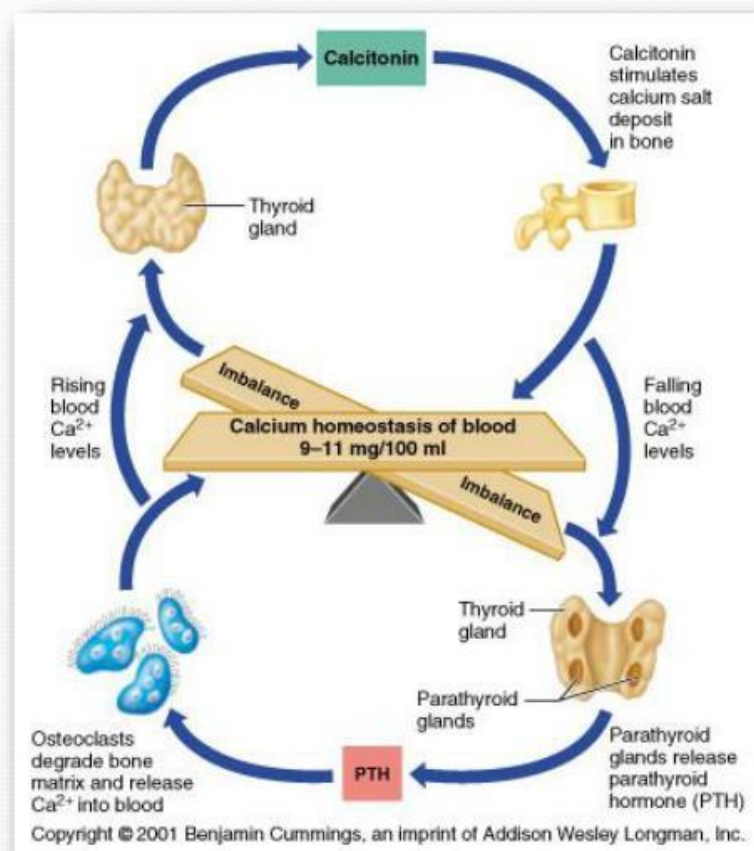 Calcitonin
Calcitonin
stimulates
calcium salt
deposit
in bone
Thyroid
gland
Rising
blood
Ca²⁺
levels
Imbalance
Calcium homeostasis of blood
9–11 mg/100 ml
Imbalance
Falling
blood
Ca²⁺
levels
Thyroid
gland
Parathyroid
glands
Osteoclasts
degrade bone
matrix and release
Ca²⁺ into blood
PTH
Parathyroid
glands release
parathyroid
hormone (PTH)
Copyright © 2001 Benjamin Cummings, an imprint of Addison Wesley Longman, Inc.